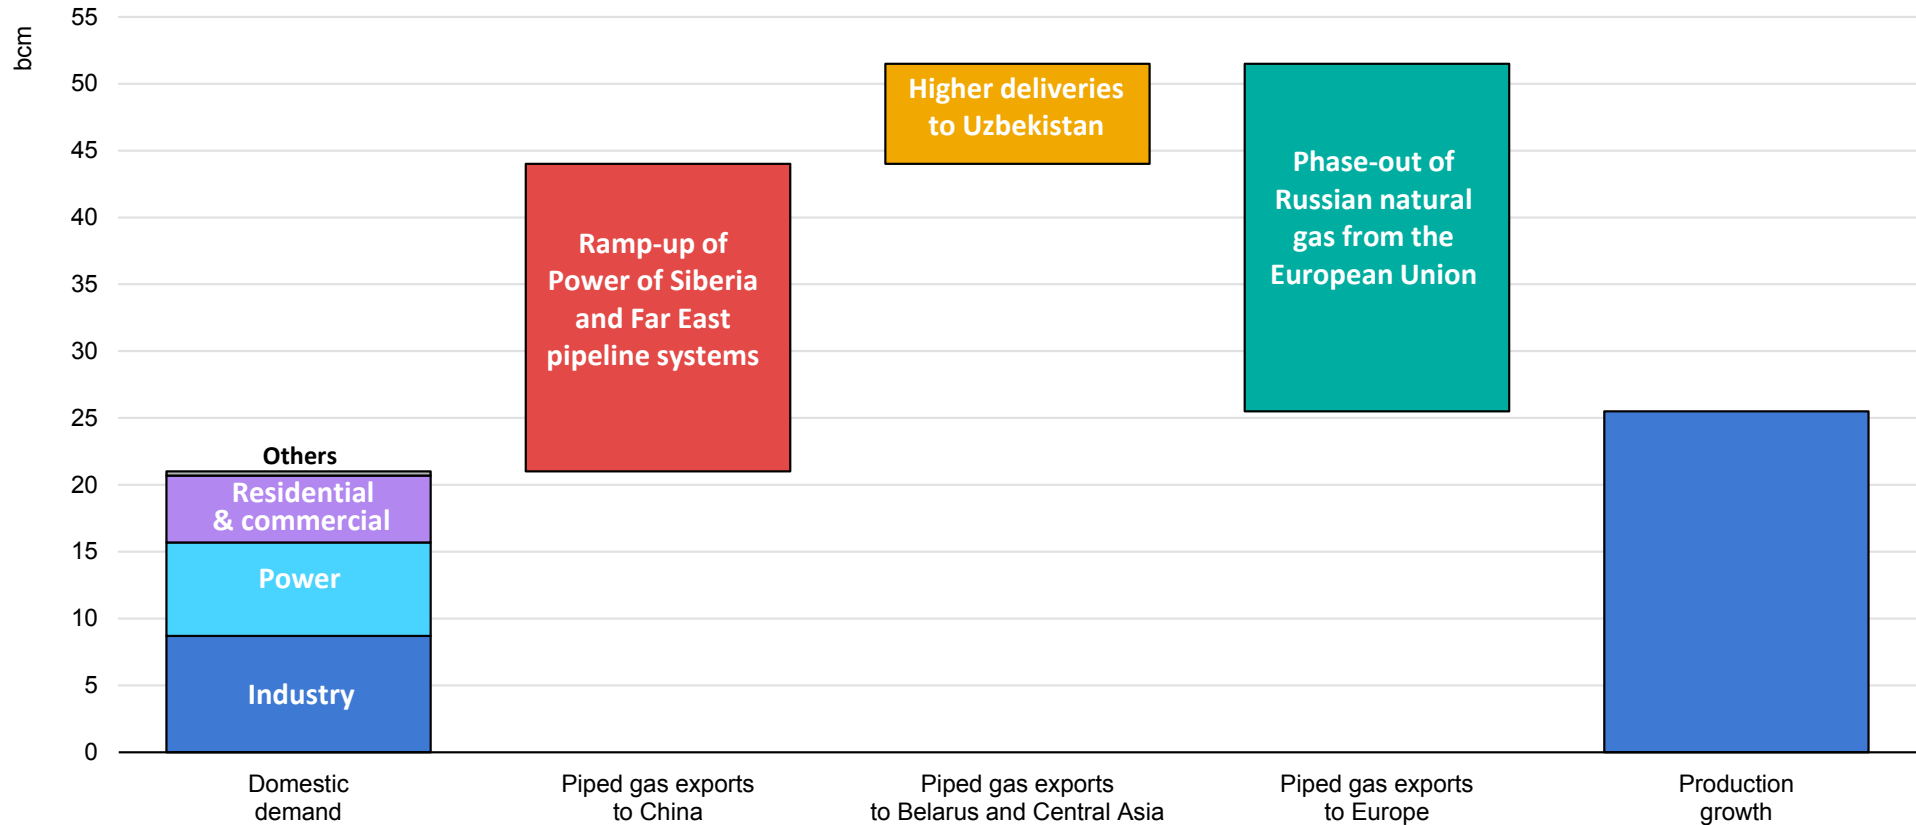 bcm
55
50
45
40
35
30
25
20
15
10
5
0
Others
Residential
& commercial
Power
Industry
Ramp-up of
Power of Siberia
and Far East
pipeline systems
Higher deliveries
to Uzbekistan
Phase-out of
Russian natural
gas from the
European Union
Domestic
demand
Piped gas exports
to China
Piped gas exports
to Belarus and Central Asia
Piped gas exports
to Europe
Production
growth